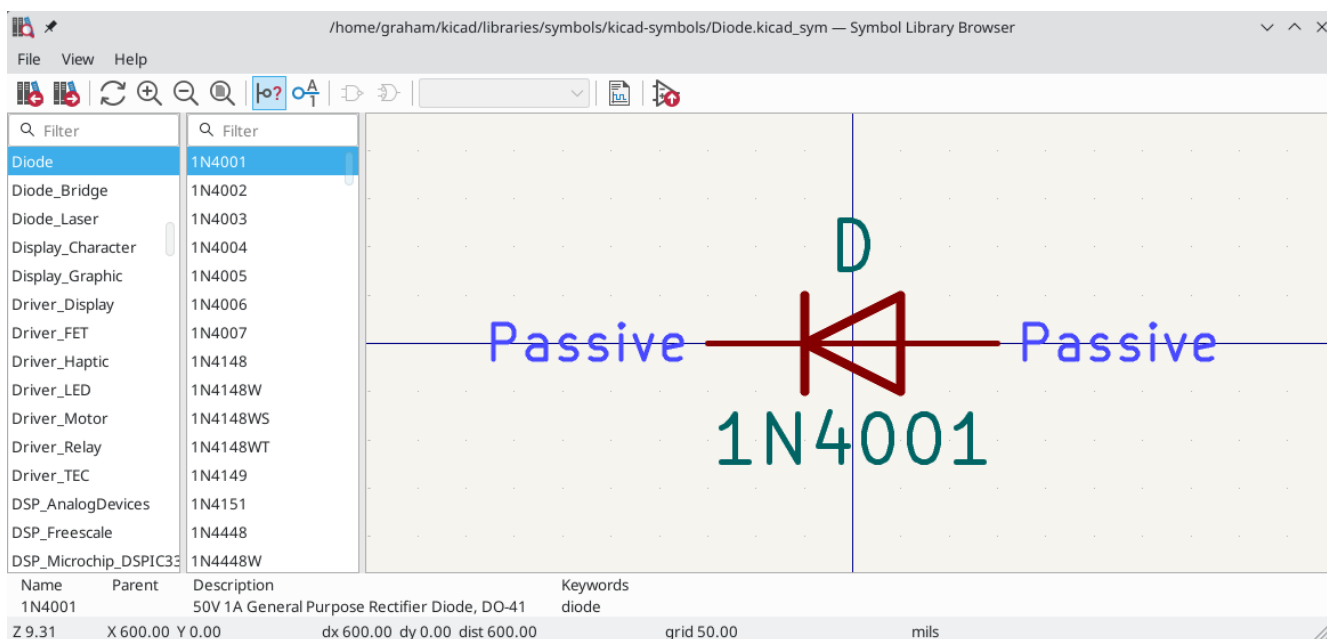 /home/graham/kicad/libraries/symbols/kicad-symbols/Diode.kicad_sym — Symbol Library Browser
File View Help
Filter
Diode
Diode_Bridge
Diode_Laser
Display_Character
Display_Graphic
Driver_Display
Driver_FET
Driver_Haptic
Driver_LED
Driver_Motor
Driver_Relay
Driver_TEC
DSP_AnalogDevices
DSP_Freescale
DSP_Microchip_DSPIC33
Filter
1N4001
1N4002
1N4003
1N4004
1N4005
1N4006
1N4007
1N4148
1N4148W
1N4148WS
1N4148WT
1N4149
1N4151
1N4448
1N4448W
D
Passive Passive
1N4001
Name Parent Description Keywords
1N4001 50V 1A General Purpose Rectifier Diode, DO-41 diode
Z 9.31 X 600.00 Y 0.00 dx 600.00 dy 0.00 dist 600.00 grid 50.00 mils